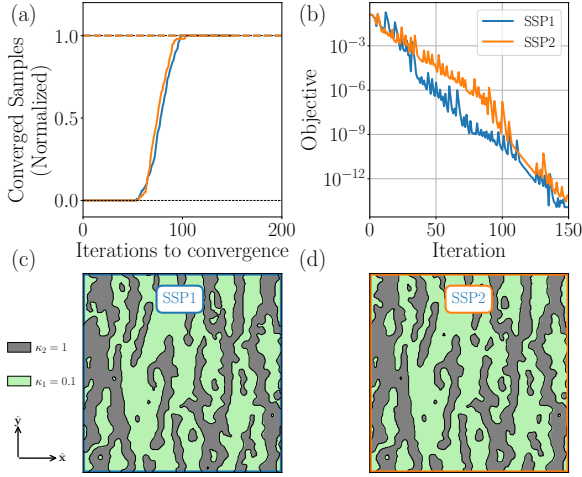 (a)
Converged Samples
(Normalized)
1.0
0.5
0.0
0
100
200
Iterations to convergence
(b)
SSP1
SSP2
Objective
10⁻³
10⁻⁶
10⁻⁹
10⁻¹²
0
50
100
150
Iteration
(c)
SSP1
κ₂ = 1
κ₁ = 0.1
ŷ
x̂
(d)
SSP2